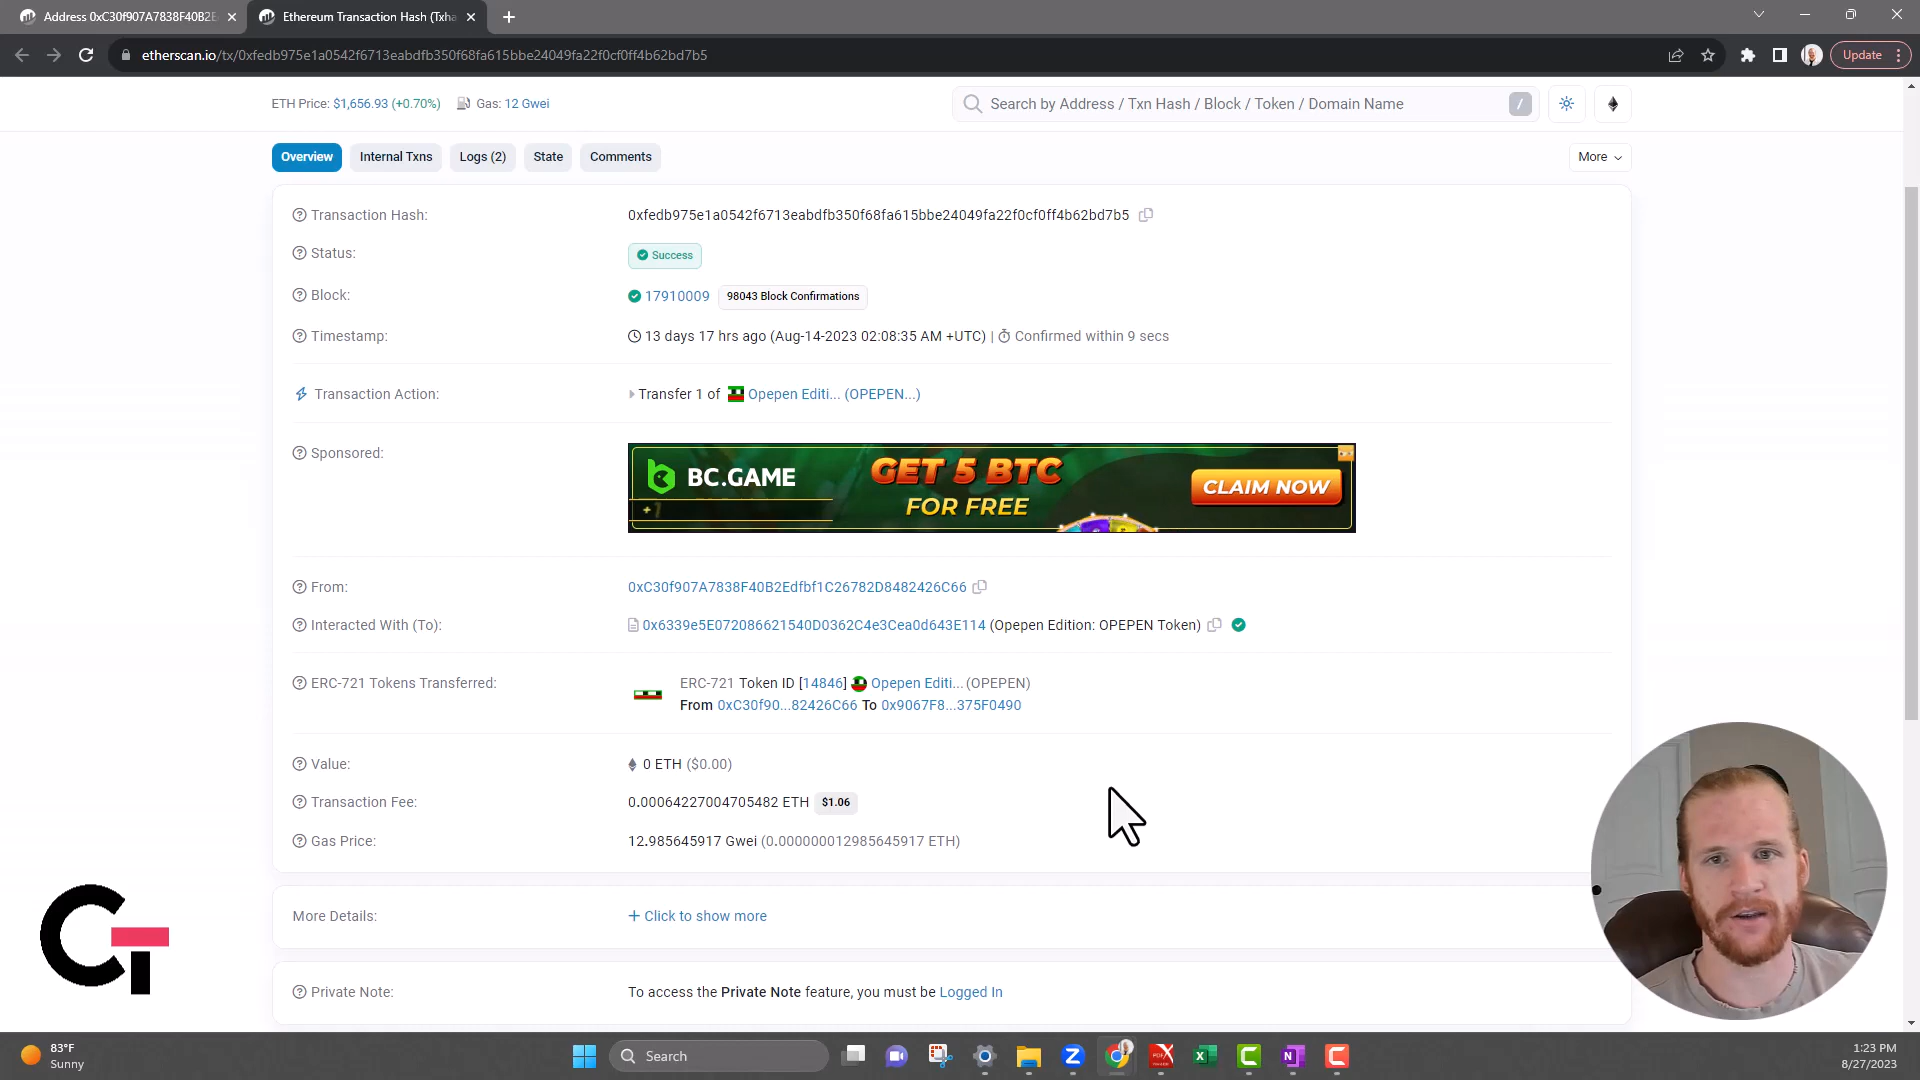 Address 0xC30f907A7838F40B2E
Ethereum Transaction Hash (Txha
etherscan.io/tx/0xfedb975e1a0542f6713eabdfb350f68fa615bbe24049fa22f0cf0ff4b62bd7b5
Update
ETH Price: $1,656.93 (+0.70%) Gas: 12 Gwei
Search by Address / Txn Hash / Block / Token / Domain Name /
Overview Internal Txns Logs (2) State Comments More
Transaction Hash: 0xfedb975e1a0542f6713eabdfb350f68fa615bbe24049fa22f0cf0ff4b62bd7b5
Status: Success
Block: 17910009 98043 Block Confirmations
Timestamp: 13 days 17 hrs ago (Aug-14-2023 02:08:35 AM +UTC) | Confirmed within 9 secs
Transaction Action: Transfer 1 of Opepen Editi... (OPEPEN...)
Sponsored:
BC.GAME
GET 5 BTC
FOR FREE
CLAIM NOW
From: 0xC30f907A7838F40B2Edfbf1C26782D8482426C66
Interacted With (To): 0x6339e5E072086621540D0362C4e3Cea0d643E114 (Opepen Edition: OPEPEN Token)
ERC-721 Tokens Transferred: ERC-721 Token ID [14846] Opepen Editi... (OPEPEN)
From 0xC30f90...82426C66 To 0x9067F8...375F0490
Value: 0 ETH ($0.00)
Transaction Fee: 0.00064227004705482 ETH $1.06
Gas Price: 12.985645917 Gwei (0.000000012985645917 ETH)
More Details: + Click to show more
Private Note: To access the Private Note feature, you must be Logged In
CT
83°F
Sunny
Search
1:23 PM
8/27/2023